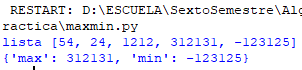 RESTART: D:\ESCUELA\SextoSemestre\Alg
ractica\maxmin.py
lista [54, 24, 1212, 312131, -123125]
{'max': 312131, 'min': -123125}